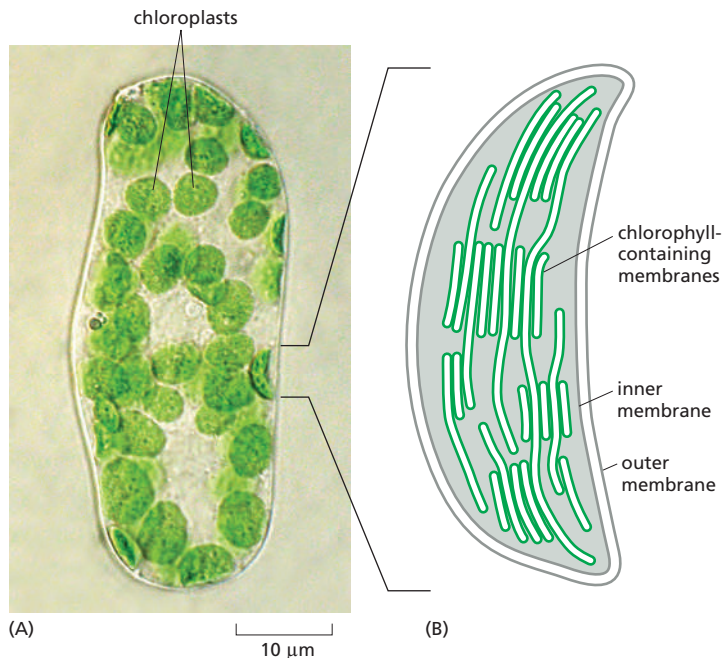 chloroplasts
chlorophyll-
containing
membranes
inner
membrane
outer
membrane
(A)
10 μm
(B)